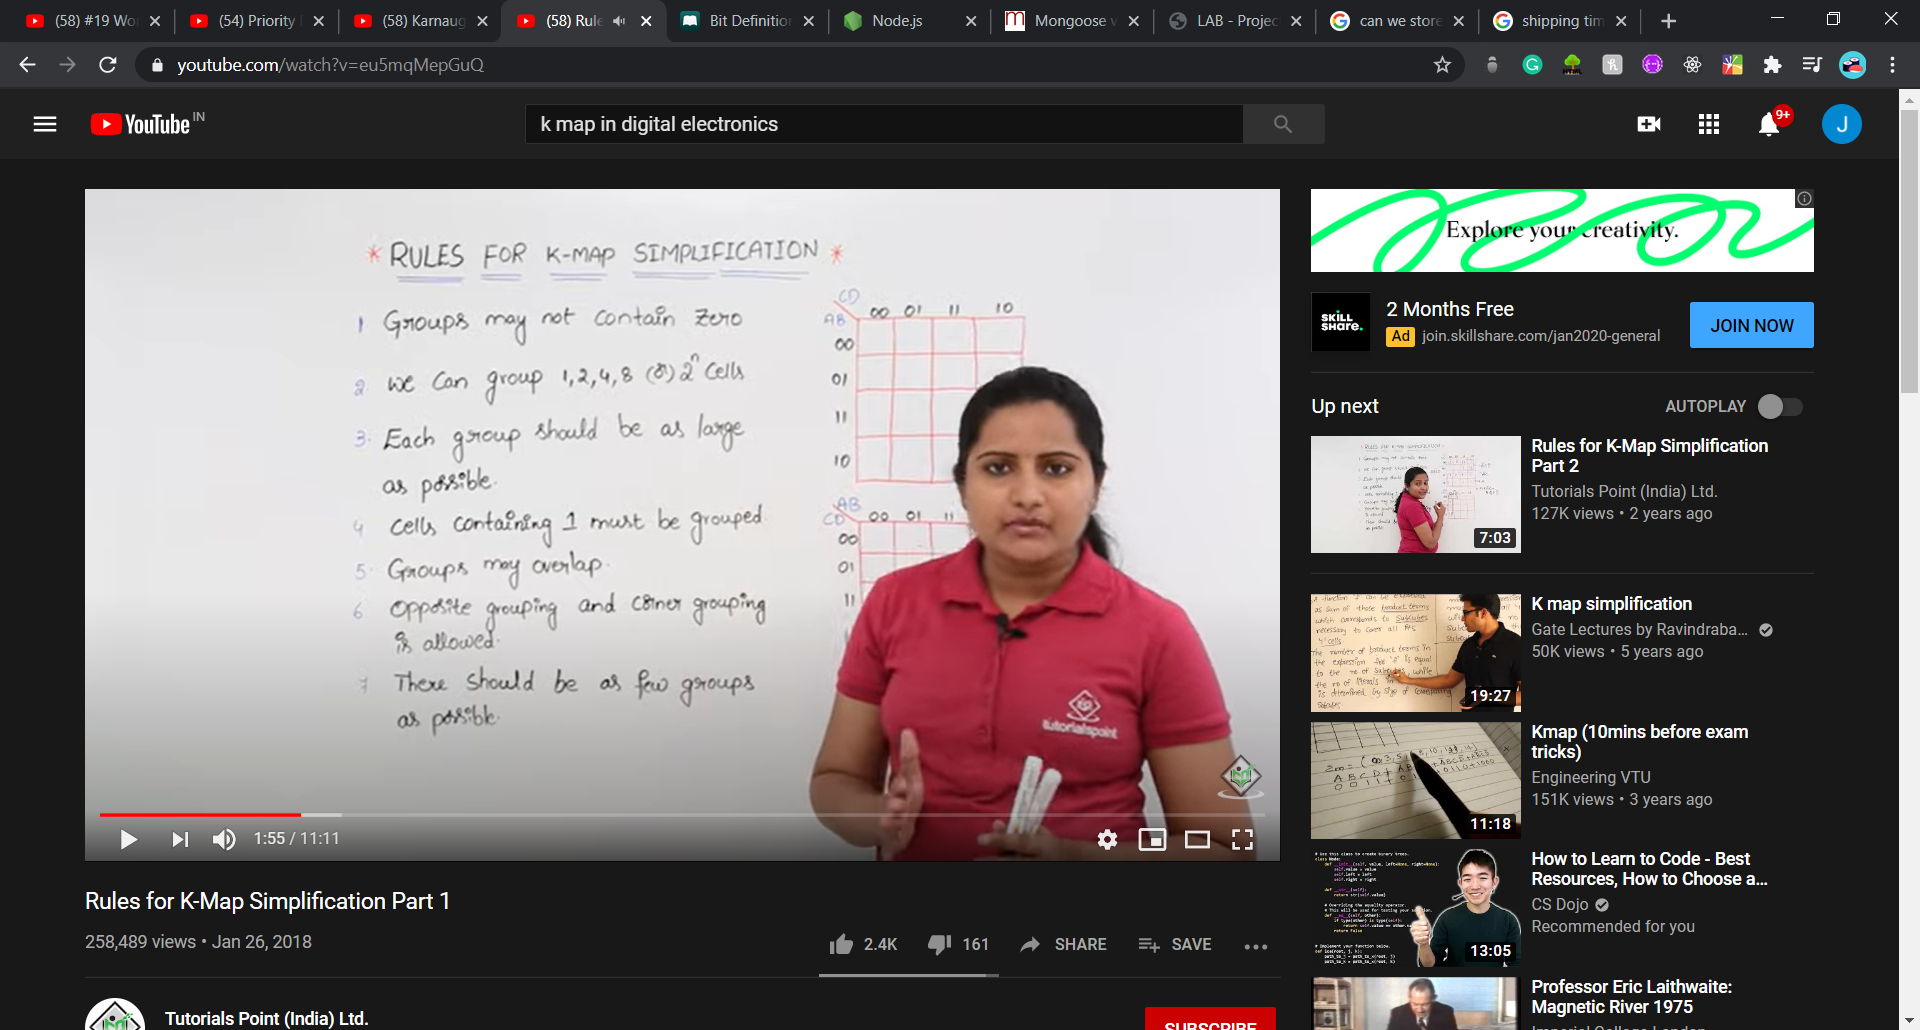 (58) #19 Wo
(54) Priority
(58) Karnaug
(58) Rule
Bit Definition
Node.js
Mongoose v
LAB - Projec
can we store
shipping tim
youtube.com/watch?v=eu5mqMepGuQ
YouTube IN
k map in digital electronics
9+
J
* RULES FOR K-MAP SIMPLIFICATION *
1 Groups may not contain zero
2. we can group 1,2,4,8 (or) 2ⁿ cells
3. Each group should be as large
as possible.
4 cells containing 1 must be grouped
5. Groups may overlap.
6 opposite grouping and corner grouping
is allowed.
7 There should be as few groups
as possible.
CD
AB 00 01 11 10
00
01
11
10
AB
CD 00 01 11
00
01
11
tutorialspoint
1:55 / 11:11
Rules for K-Map Simplification Part 1
258,489 views • Jan 26, 2018
2.4K 161 SHARE SAVE
Tutorials Point (India) Ltd.
SUBSCRIBE
Explore your creativity.
SKILL
SHARE.
2 Months Free
Ad join.skillshare.com/jan2020-general
JOIN NOW
Up next
AUTOPLAY
Rules for K-Map Simplification
Part 2
Tutorials Point (India) Ltd.
127K views • 2 years ago
7:03
K map simplification
Gate Lectures by Ravindraba...
50K views • 5 years ago
19:27
Kmap (10mins before exam
tricks)
Engineering VTU
151K views • 3 years ago
11:18
How to Learn to Code - Best
Resources, How to Choose a...
CS Dojo
Recommended for you
13:05
Professor Eric Laithwaite:
Magnetic River 1975